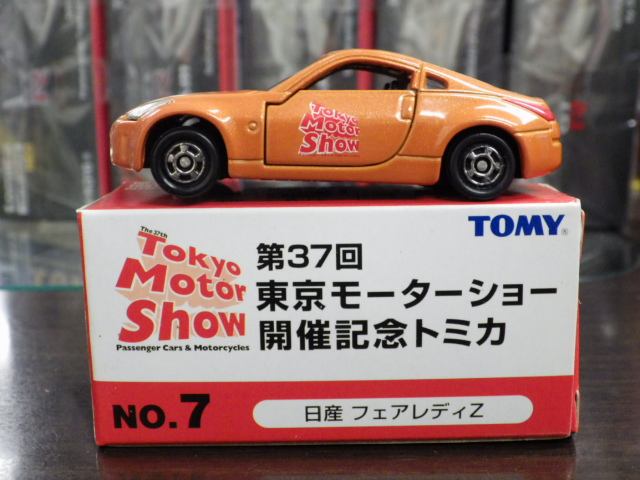 Tokyo
Motor
Show
TOMY®
The 37th
Tokyo
Motor
Show
Passenger Cars & Motorcycles
第37回
東京モーターショー
開催記念トミカ
NO.7
日産 フェアレディZ